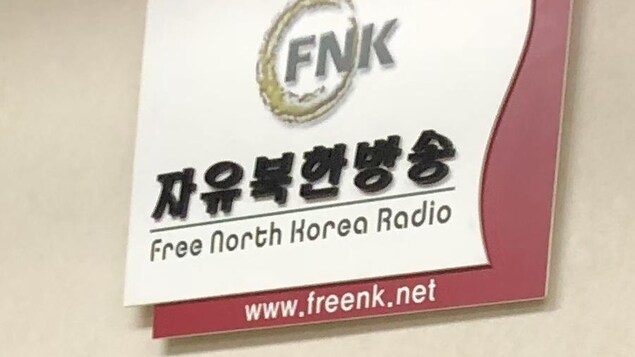 FNK
자유북한방송
Free North Korea Radio
www.freenk.net